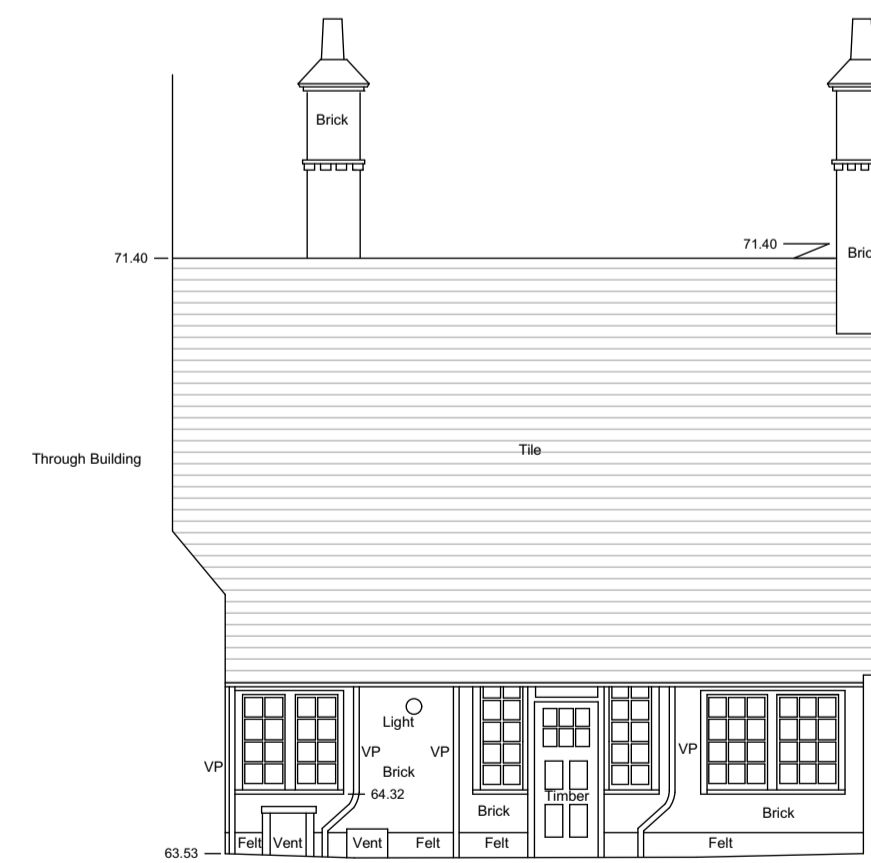 Brick
71.40
71.40
Bric
Through Building
Tile
Light
VP
VP
VP
VP
Brick
64.32
Timber
Brick
Brick
Felt
Vent
Vent
Felt
Felt
Felt
63.53